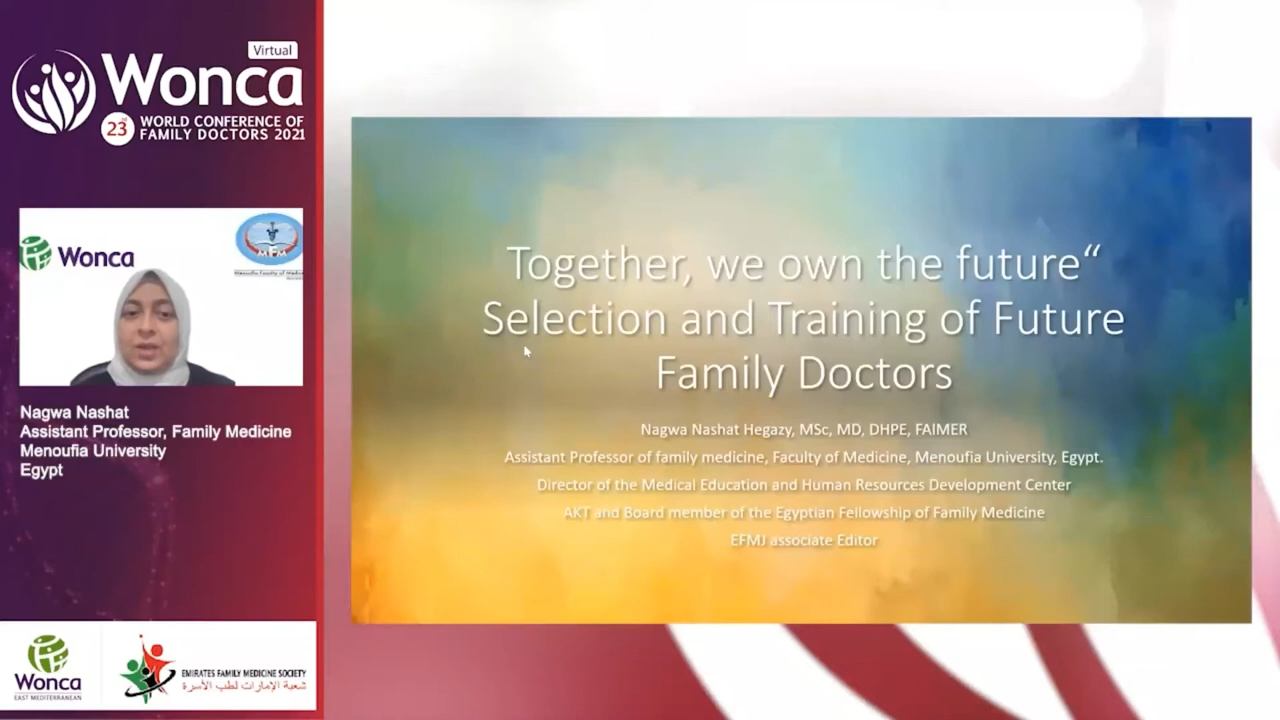 Virtual
Wonca
23rd WORLD CONFERENCE OF
FAMILY DOCTORS 2021
Wonca
MFM
Nagwa Nashat
Assistant Professor, Family Medicine
Menoufia University
Egypt
Wonca
EAST MEDITERRANEAN
EMIRATES FAMILY MEDICINE SOCIETY
شعبة الإمارات لطب الأسرة
Together, we own the future“
Selection and Training of Future
Family Doctors
Nagwa Nashat Hegazy, MSc, MD, DHPE, FAIMER
Assistant Professor of family medicine, Faculty of Medicine, Menoufia University, Egypt.
Director of the Medical Education and Human Resources Development Center
AKT and Board member of the Egyptian Fellowship of Family Medicine
EFMJ associate Editor